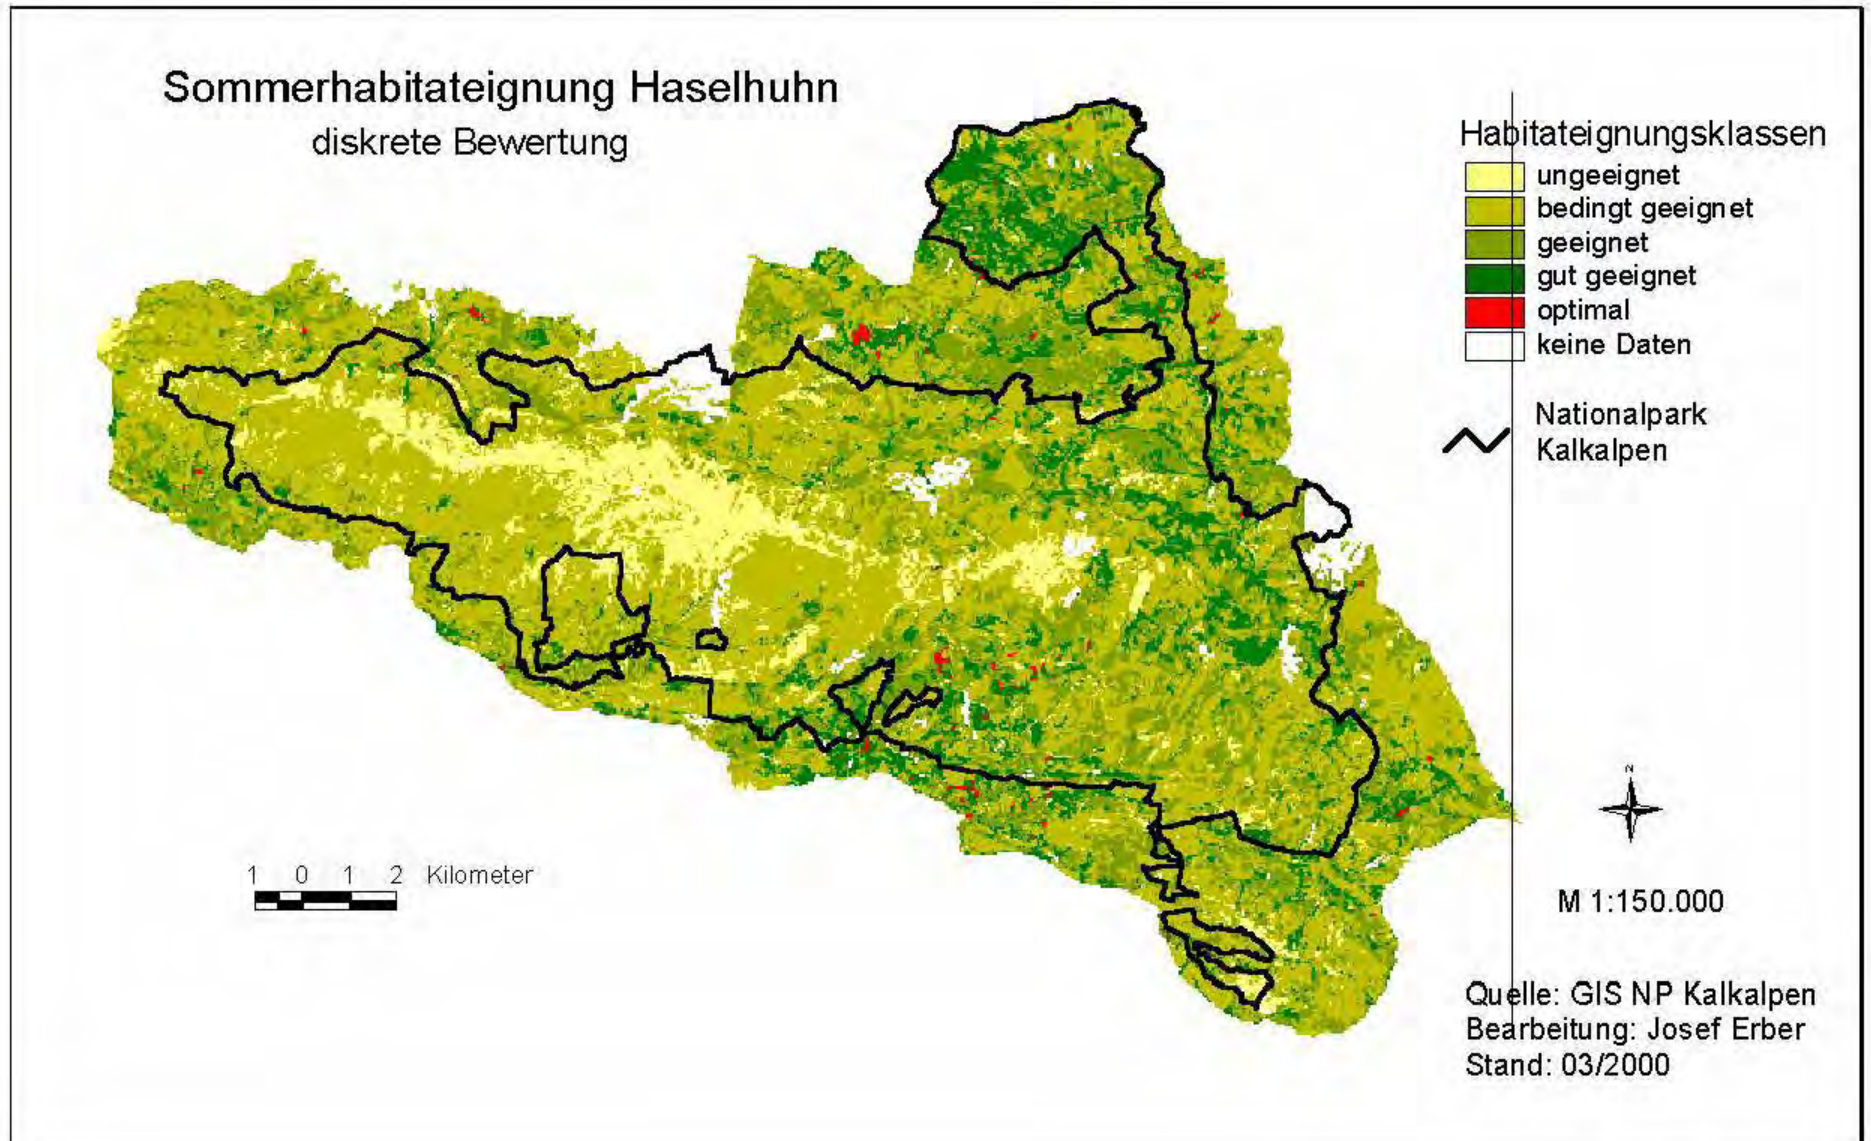 Sommerhabitateignung Haselhuhn
diskrete Bewertung
Habitateignungsklassen
ungeeignet
bedingt geeignet
geeignet
gut geeignet
optimal
keine Daten
Nationalpark
Kalkalpen
1 0 1 2 Kilometer
N
M 1:150.000
Quelle: GIS NP Kalkalpen
Bearbeitung: Josef Erber
Stand: 03/2000